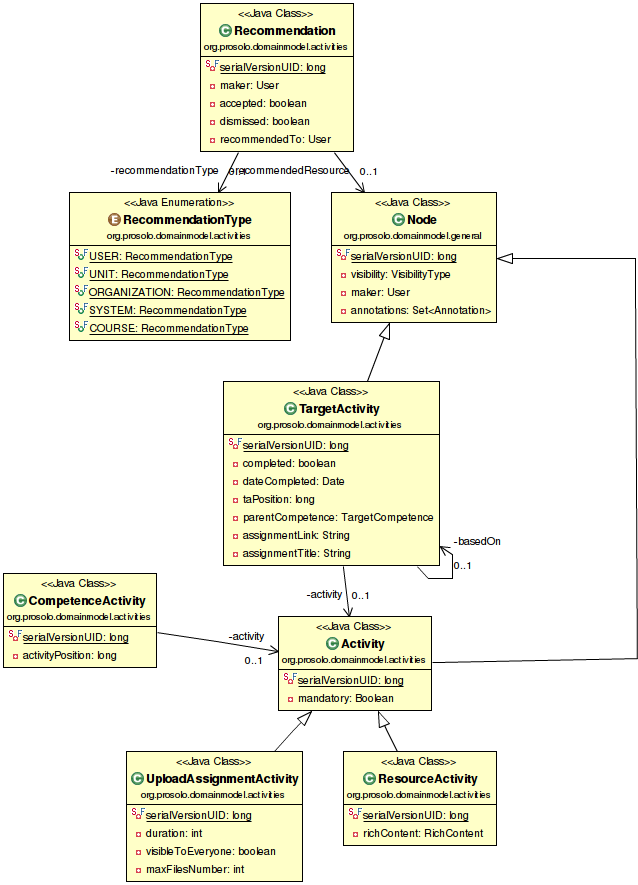 <<Java Class>>
Recommendation
org.prosolo.domainmodel.activities
serialVersionUID: long
maker: User
accepted: boolean
dismissed: boolean
recommendedTo: User
-recommendationType
-recommendedResource
0..1
<<Java Enumeration>>
RecommendationType
org.prosolo.domainmodel.activities
USER: RecommendationType
UNIT: RecommendationType
ORGANIZATION: RecommendationType
SYSTEM: RecommendationType
COURSE: RecommendationType
<<Java Class>>
Node
org.prosolo.domainmodel.general
serialVersionUID: long
visibility: VisibilityType
maker: User
annotations: Set<Annotation>
<<Java Class>>
TargetActivity
org.prosolo.domainmodel.activities
serialVersionUID: long
completed: boolean
dateCompleted: Date
taPosition: long
parentCompetence: TargetCompetence
assignmentLink: String
assignmentTitle: String
-basedOn
0..1
-activity
0..1
<<Java Class>>
CompetenceActivity
org.prosolo.domainmodel.activities
serialVersionUID: long
activityPosition: long
-activity
0..1
<<Java Class>>
Activity
org.prosolo.domainmodel.activities
serialVersionUID: long
mandatory: Boolean
<<Java Class>>
UploadAssignmentActivity
org.prosolo.domainmodel.activities
serialVersionUID: long
duration: int
visibleToEveryone: boolean
maxFilesNumber: int
<<Java Class>>
ResourceActivity
org.prosolo.domainmodel.activities
serialVersionUID: long
richContent: RichContent